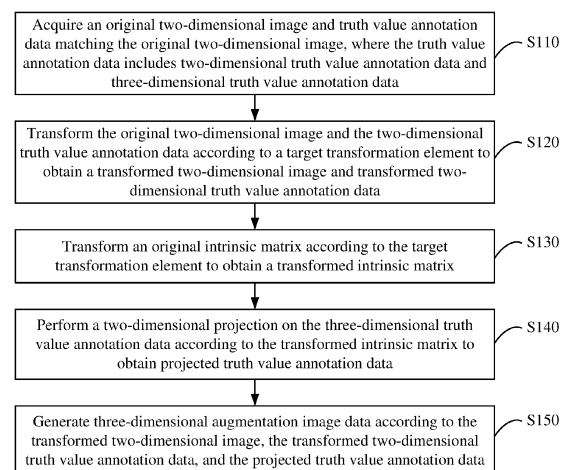 Acquire an original two-dimensional image and truth value annotation
data matching the original two-dimensional image, where the truth value
annotation data includes two-dimensional truth value annotation data and
three-dimensional truth value annotation data
S110
Transform the original two-dimensional image and the two-dimensional
truth value annotation data according to a target transformation element to
obtain a transformed two-dimensional image and transformed two-
dimensional truth value annotation data
S120
Transform an original intrinsic matrix according to the target
transformation element to obtain a transformed intrinsic matrix
S130
Perform a two-dimensional projection on the three-dimensional truth
value annotation data according to the transformed intrinsic matrix to
obtain projected truth value annotation data
S140
Generate three-dimensional augmentation image data according to the
transformed two-dimensional image, the transformed two-dimensional
truth value annotation data, and the projected truth value annotation data
S150